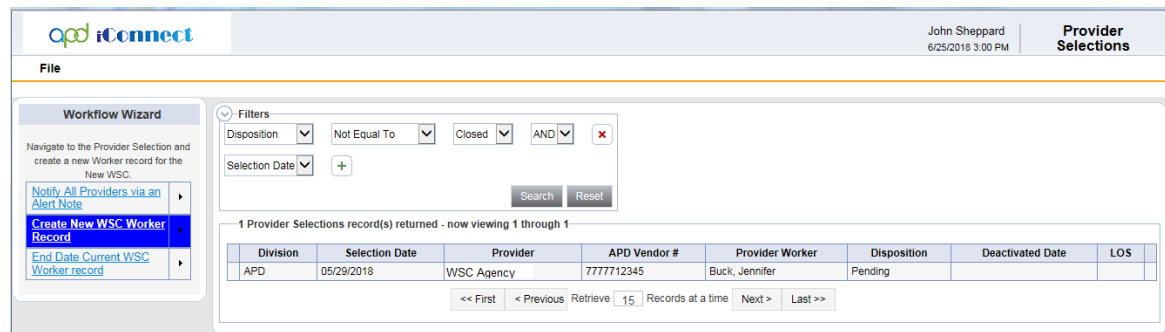 apd iConnect
John Sheppard
6/25/2018 3:00 PM
Provider
Selections
File
Workflow Wizard
Navigate to the Provider Selection and
create a new Worker record for the
New WSC.
Notify All Providers via an
Alert Note
Create New WSC Worker
Record
End Date Current WSC
Worker record
Filters
Disposition Not Equal To Closed AND
Selection Date +
Search Reset
1 Provider Selections record(s) returned - now viewing 1 through 1
Division Selection Date Provider APD Vendor # Provider Worker Disposition Deactivated Date LOS
APD 05/29/2018 WSC Agency 7777712345 Buck, Jennifer Pending
<< First < Previous Retrieve 15 Records at a time Next > Last >>